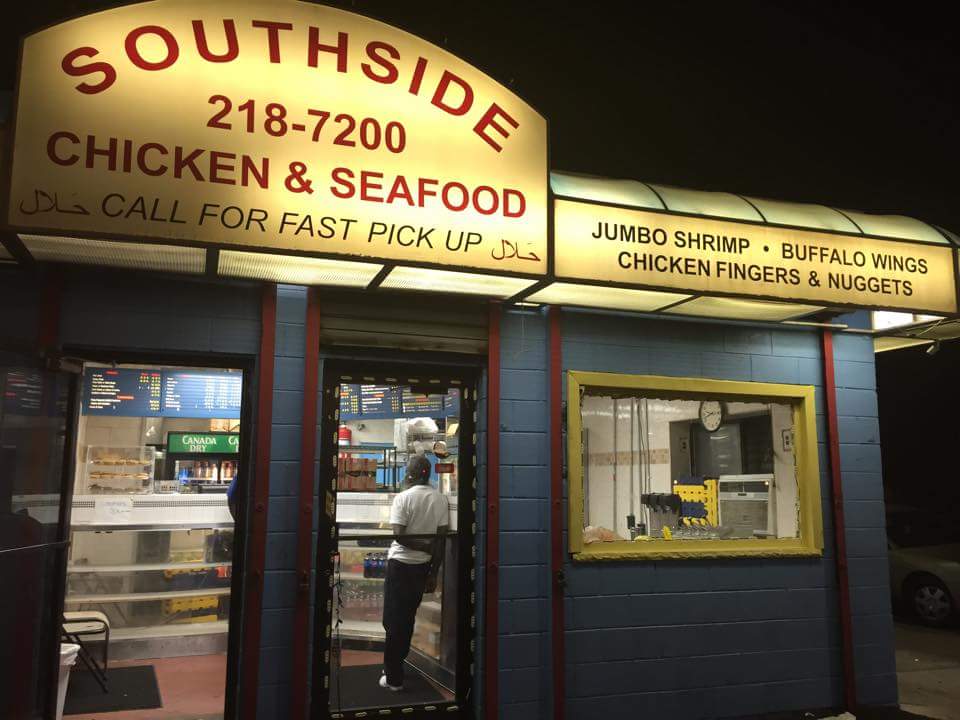 SOUTHSIDE
218-7200
CHICKEN & SEAFOOD
حلال CALL FOR FAST PICK UP حلال
JUMBO SHRIMP • BUFFALO WINGS
CHICKEN FINGERS & NUGGETS
CANADA DRY CA